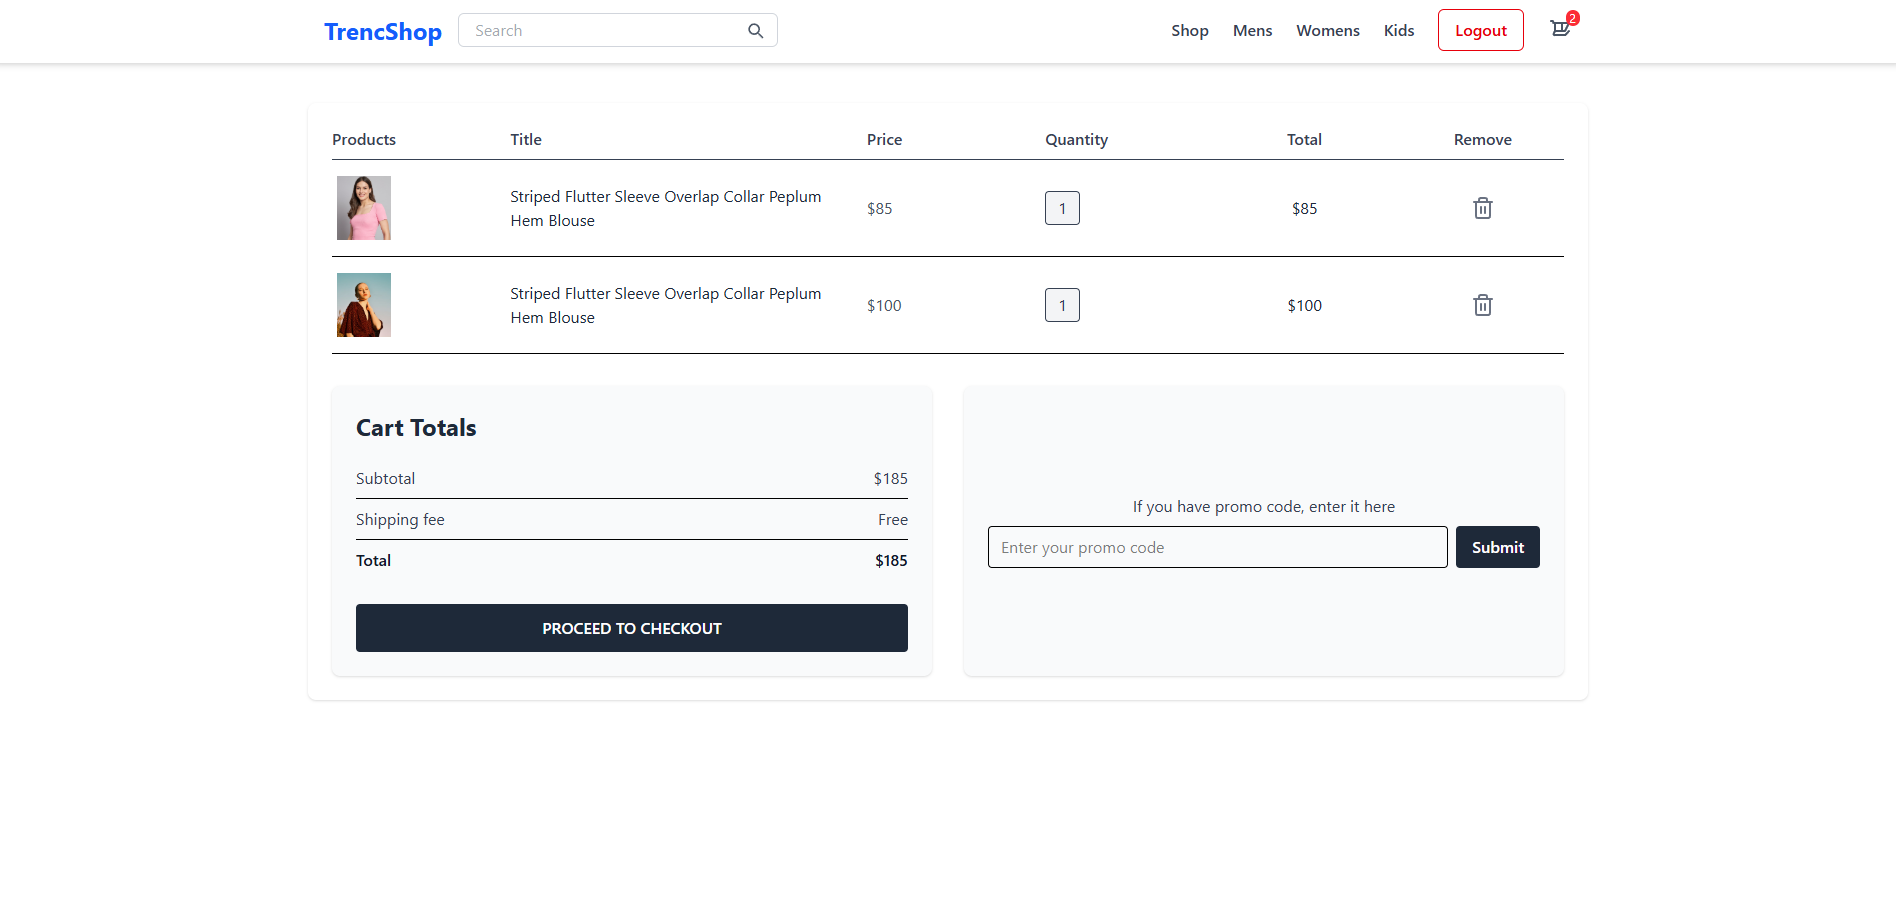 TrencShop
Search
Shop Mens Womens Kids Logout 2
Products Title Price Quantity Total Remove
Striped Flutter Sleeve Overlap Collar Peplum
Hem Blouse
$85 1 $85
Striped Flutter Sleeve Overlap Collar Peplum
Hem Blouse
$100 1 $100
Cart Totals
Subtotal $185
Shipping fee Free
Total $185
PROCEED TO CHECKOUT
If you have promo code, enter it here
Enter your promo code Submit